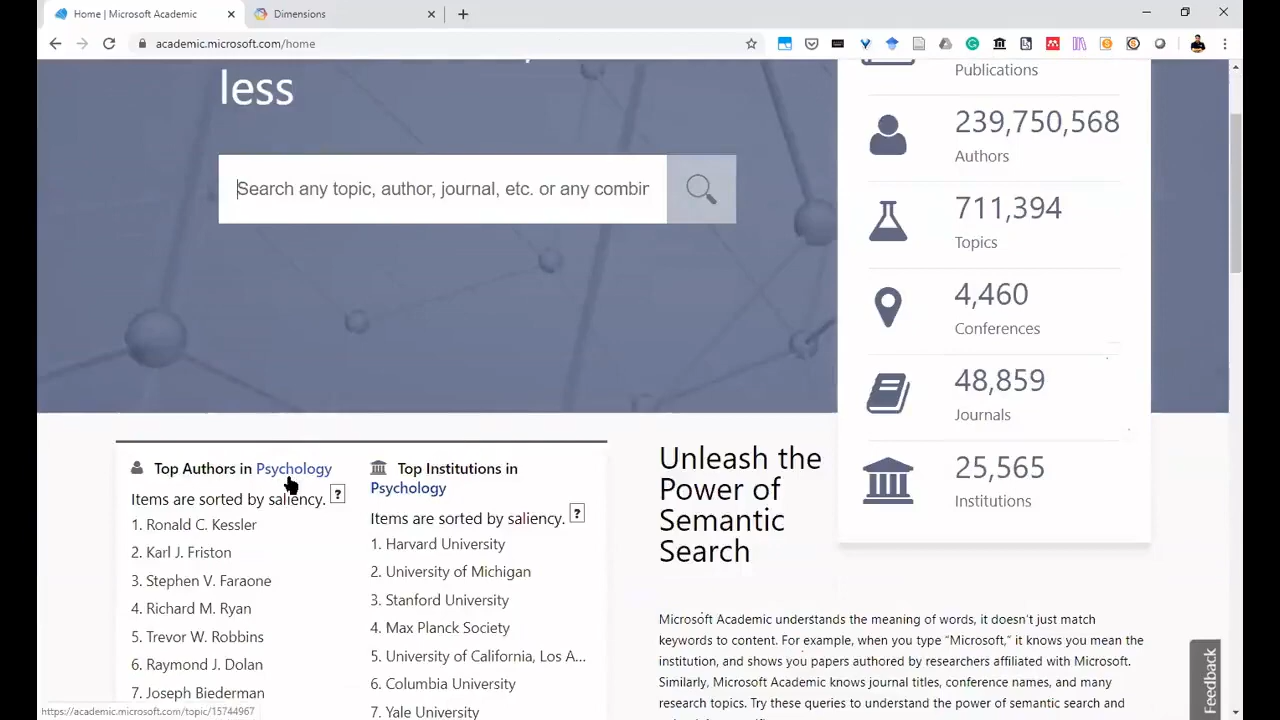 Home | Microsoft Academic
Dimensions
academic.microsoft.com/home
less
Search any topic, author, journal, etc. or any combir
Publications
239,750,568
Authors
711,394
Topics
4,460
Conferences
48,859
Journals
25,565
Institutions
Top Authors in Psychology
Items are sorted by saliency. ?
1. Ronald C. Kessler
2. Karl J. Friston
3. Stephen V. Faraone
4. Richard M. Ryan
5. Trevor W. Robbins
6. Raymond J. Dolan
7. Joseph Biederman
Top Institutions in
Psychology
Items are sorted by saliency. ?
1. Harvard University
2. University of Michigan
3. Stanford University
4. Max Planck Society
5. University of California, Los A...
6. Columbia University
7. Yale University
Unleash the
Power of
Semantic
Search
Microsoft Academic understands the meaning of words, it doesn't just match
keywords to content. For example, when you type "Microsoft," it knows you mean the
institution, and shows you papers authored by researchers affiliated with Microsoft.
Similarly, Microsoft Academic knows journal titles, conference names, and many
research topics. Try these queries to understand the power of semantic search and
Feedback
https://academic.microsoft.com/topic/15744967